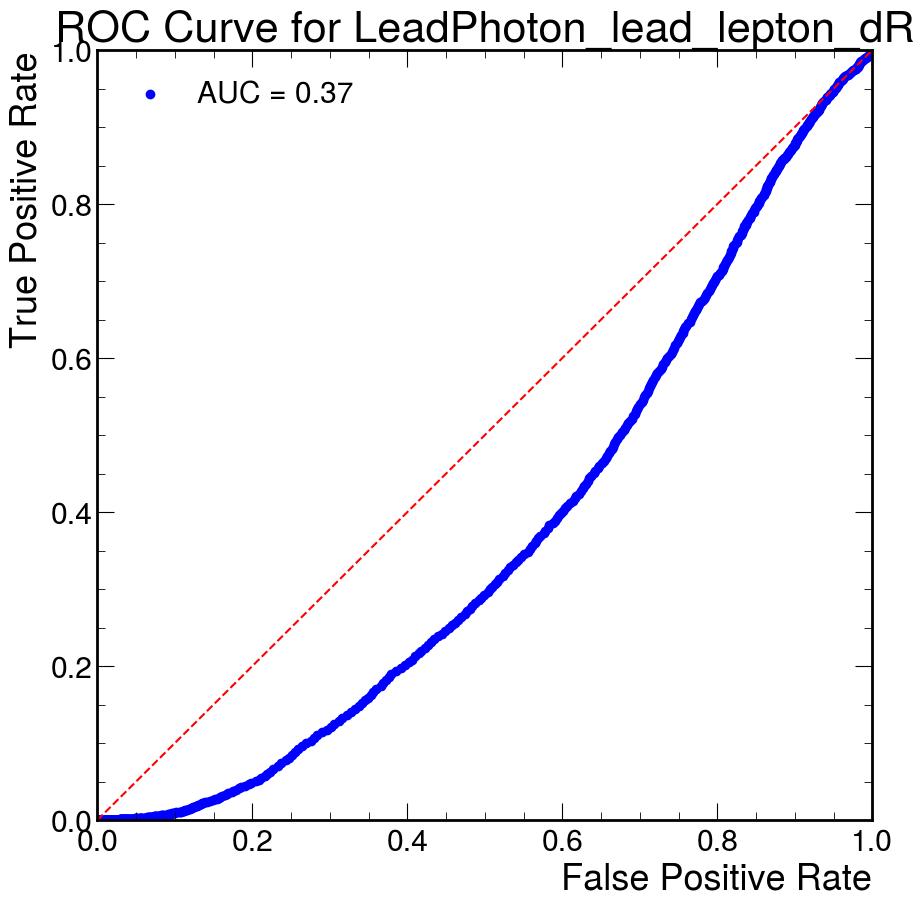 ROC Curve for LeadPhoton_lead_lepton_dR
1.0
AUC = 0.37
True Positive Rate
0.8
0.6
0.4
0.2
0.0
0.0 0.2 0.4 0.6 0.8 1.0
False Positive Rate